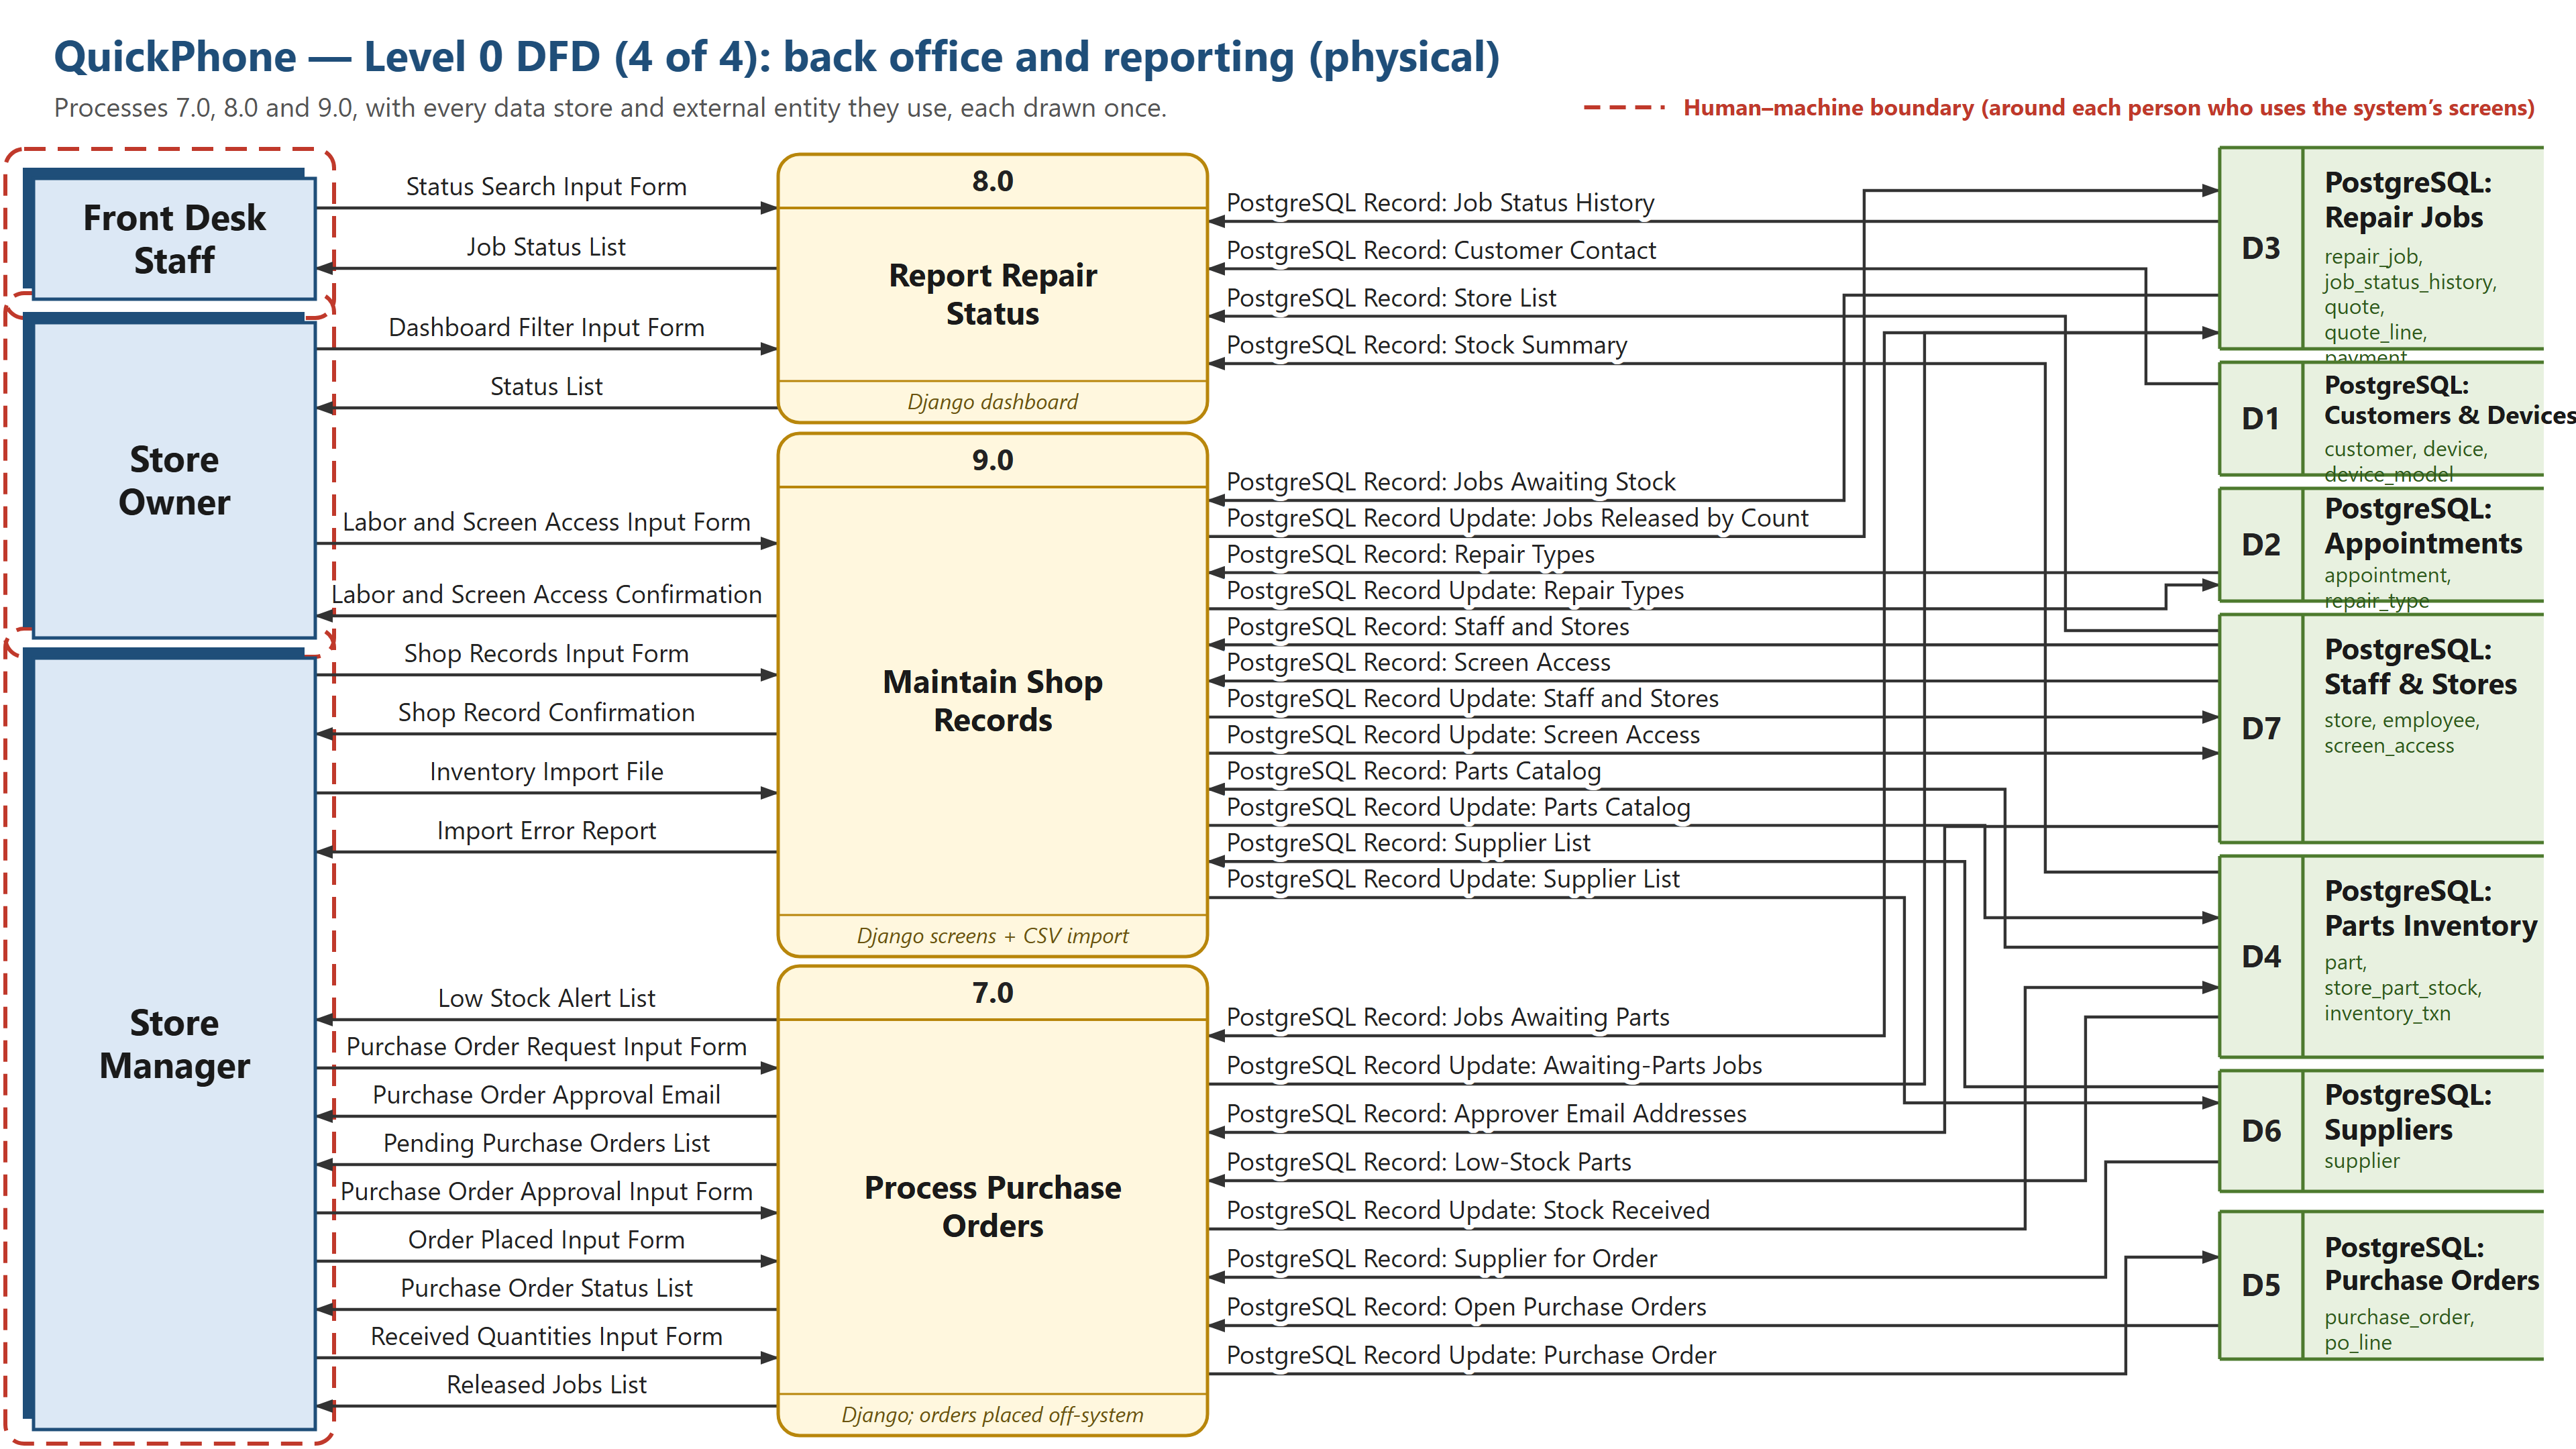 QuickPhone — Level 0 DFD (4 of 4): back office and reporting (physical)
Processes 7.0, 8.0 and 9.0, with every data store and external entity they use, each drawn once.
Human–machine boundary (around each person who uses the system’s screens)
Front Desk
Staff
Store
Owner
Store
Manager
Status Search Input Form
Job Status List
Dashboard Filter Input Form
Status List
Labor and Screen Access Input Form
Labor and Screen Access Confirmation
Shop Records Input Form
Shop Record Confirmation
Inventory Import File
Import Error Report
Low Stock Alert List
Purchase Order Request Input Form
Purchase Order Approval Email
Pending Purchase Orders List
Purchase Order Approval Input Form
Order Placed Input Form
Purchase Order Status List
Received Quantities Input Form
Released Jobs List
8.0
Report Repair
Status
Django dashboard
9.0
Maintain Shop
Records
Django screens + CSV import
7.0
Process Purchase
Orders
Django; orders placed off-system
PostgreSQL Record: Job Status History
PostgreSQL Record: Customer Contact
PostgreSQL Record: Store List
PostgreSQL Record: Stock Summary
PostgreSQL Record: Jobs Awaiting Stock
PostgreSQL Record Update: Jobs Released by Count
PostgreSQL Record: Repair Types
PostgreSQL Record Update: Repair Types
PostgreSQL Record: Staff and Stores
PostgreSQL Record: Screen Access
PostgreSQL Record Update: Staff and Stores
PostgreSQL Record Update: Screen Access
PostgreSQL Record: Parts Catalog
PostgreSQL Record Update: Parts Catalog
PostgreSQL Record: Supplier List
PostgreSQL Record Update: Supplier List
PostgreSQL Record: Jobs Awaiting Parts
PostgreSQL Record Update: Awaiting-Parts Jobs
PostgreSQL Record: Approver Email Addresses
PostgreSQL Record: Low-Stock Parts
PostgreSQL Record Update: Stock Received
PostgreSQL Record: Supplier for Order
PostgreSQL Record: Open Purchase Orders
PostgreSQL Record Update: Purchase Order
D3
PostgreSQL:
Repair Jobs
repair_job,
job_status_history,
quote,
quote_line,
payment
D1
PostgreSQL:
Customers & Devices
customer, device,
device_model
D2
PostgreSQL:
Appointments
appointment,
repair_type
D7
PostgreSQL:
Staff & Stores
store, employee,
screen_access
D4
PostgreSQL:
Parts Inventory
part,
store_part_stock,
inventory_txn
D6
PostgreSQL:
Suppliers
supplier
D5
PostgreSQL:
Purchase Orders
purchase_order,
po_line